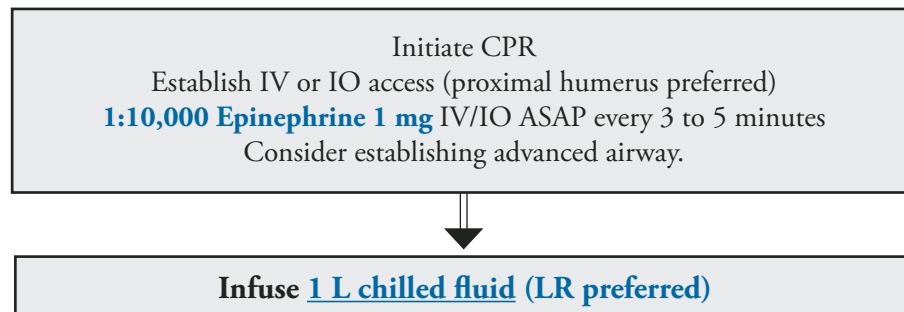 Initiate CPR
Establish IV or IO access (proximal humerus preferred)
1:10,000 Epinephrine 1 mg IV/IO ASAP every 3 to 5 minutes
Consider establishing advanced airway.
Infuse 1 L chilled fluid (LR preferred)